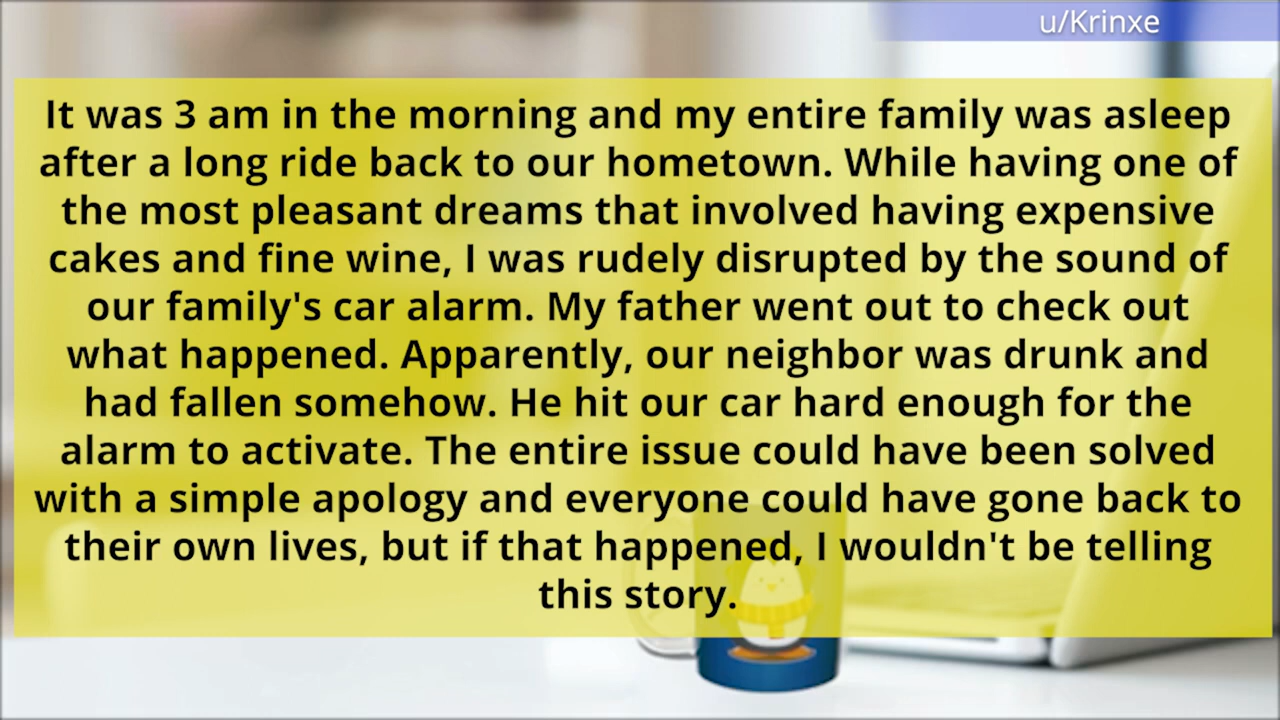 u/Krinxe
It was 3 am in the morning and my entire family was asleep
after a long ride back to our hometown. While having one of
the most pleasant dreams that involved having expensive
cakes and fine wine, I was rudely disrupted by the sound of
our family's car alarm. My father went out to check out
what happened. Apparently, our neighbor was drunk and
had fallen somehow. He hit our car hard enough for the
alarm to activate. The entire issue could have been solved
with a simple apology and everyone could have gone back to
their own lives, but if that happened, I wouldn't be telling
this story.